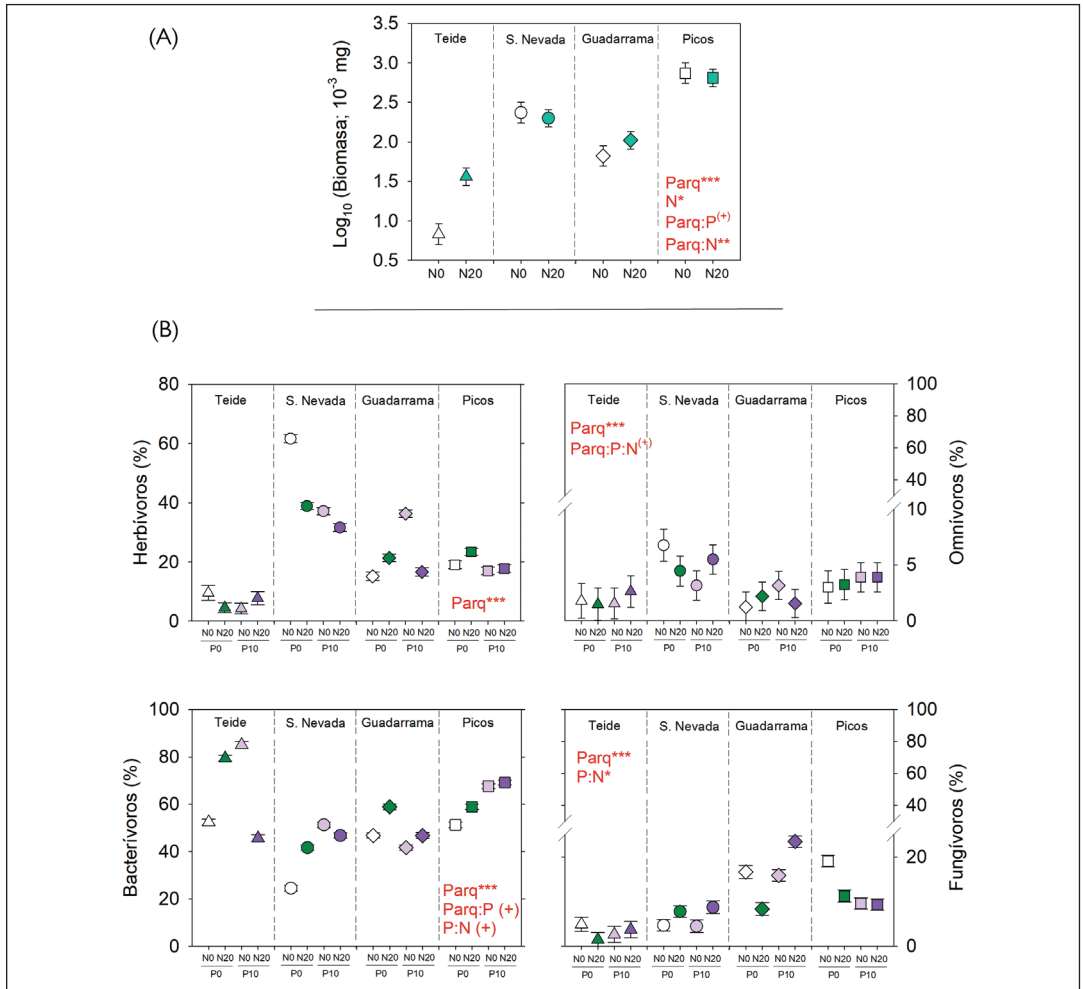 (A)
Log10 (Biomasa; 10-3 mg)
3.5
3.0
2.5
2.0
1.5
1.0
0.5
Teide S. Nevada Guadarrama Picos
Parq***
N*
Parq:P(+)
Parq:N**
N0 N20 N0 N20 N0 N20 N0 N20
(B)
Herbívoros (%)
80
60
40
20
0
Teide S. Nevada Guadarrama Picos
Parq***
N0 N20 N0 N20 N0 N20 N0 N20 N0 N20 N0 N20 N0 N20 N0 N20
P0 P10 P0 P10 P0 P10 P0 P10
Teide S. Nevada Guadarrama Picos
Parq***
Parq:P:N(+)
100
80
60
40
10
5
0
Omnívoros (%)
N0 N20 N0 N20 N0 N20 N0 N20 N0 N20 N0 N20 N0 N20 N0 N20
P0 P10 P0 P10 P0 P10 P0 P10
Bacterívoros (%)
100
80
60
40
20
0
Teide S. Nevada Guadarrama Picos
Parq***
Parq:P (+)
P:N (+)
N0 N20 N0 N20 N0 N20 N0 N20 N0 N20 N0 N20 N0 N20 N0 N20
P0 P10 P0 P10 P0 P10 P0 P10
Teide S. Nevada Guadarrama Picos
Parq***
P:N*
100
80
60
40
20
0
Fungívoros (%)
N0 N20 N0 N20 N0 N20 N0 N20 N0 N20 N0 N20 N0 N20 N0 N20
P0 P10 P0 P10 P0 P10 P0 P10